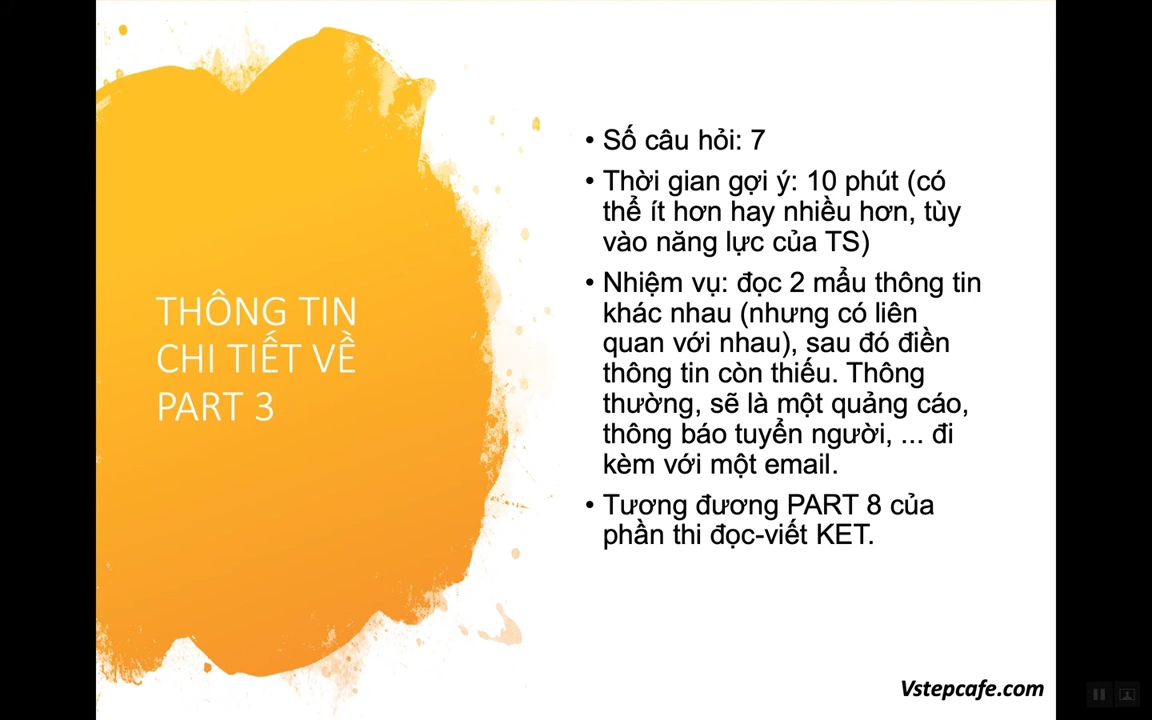 THÔNG TIN
CHI TIẾT VỀ
PART 3
• Số câu hỏi: 7
• Thời gian gợi ý: 10 phút (có
thể ít hơn hay nhiều hơn, tùy
vào năng lực của TS)
• Nhiệm vụ: đọc 2 mẩu thông tin
khác nhau (nhưng có liên
quan với nhau), sau đó điền
thông tin còn thiếu. Thông
thường, sẽ là một quảng cáo,
thông báo tuyển người, ... đi
kèm với một email.
• Tương đương PART 8 của
phần thi đọc-viết KET.
Vstepcafe.com